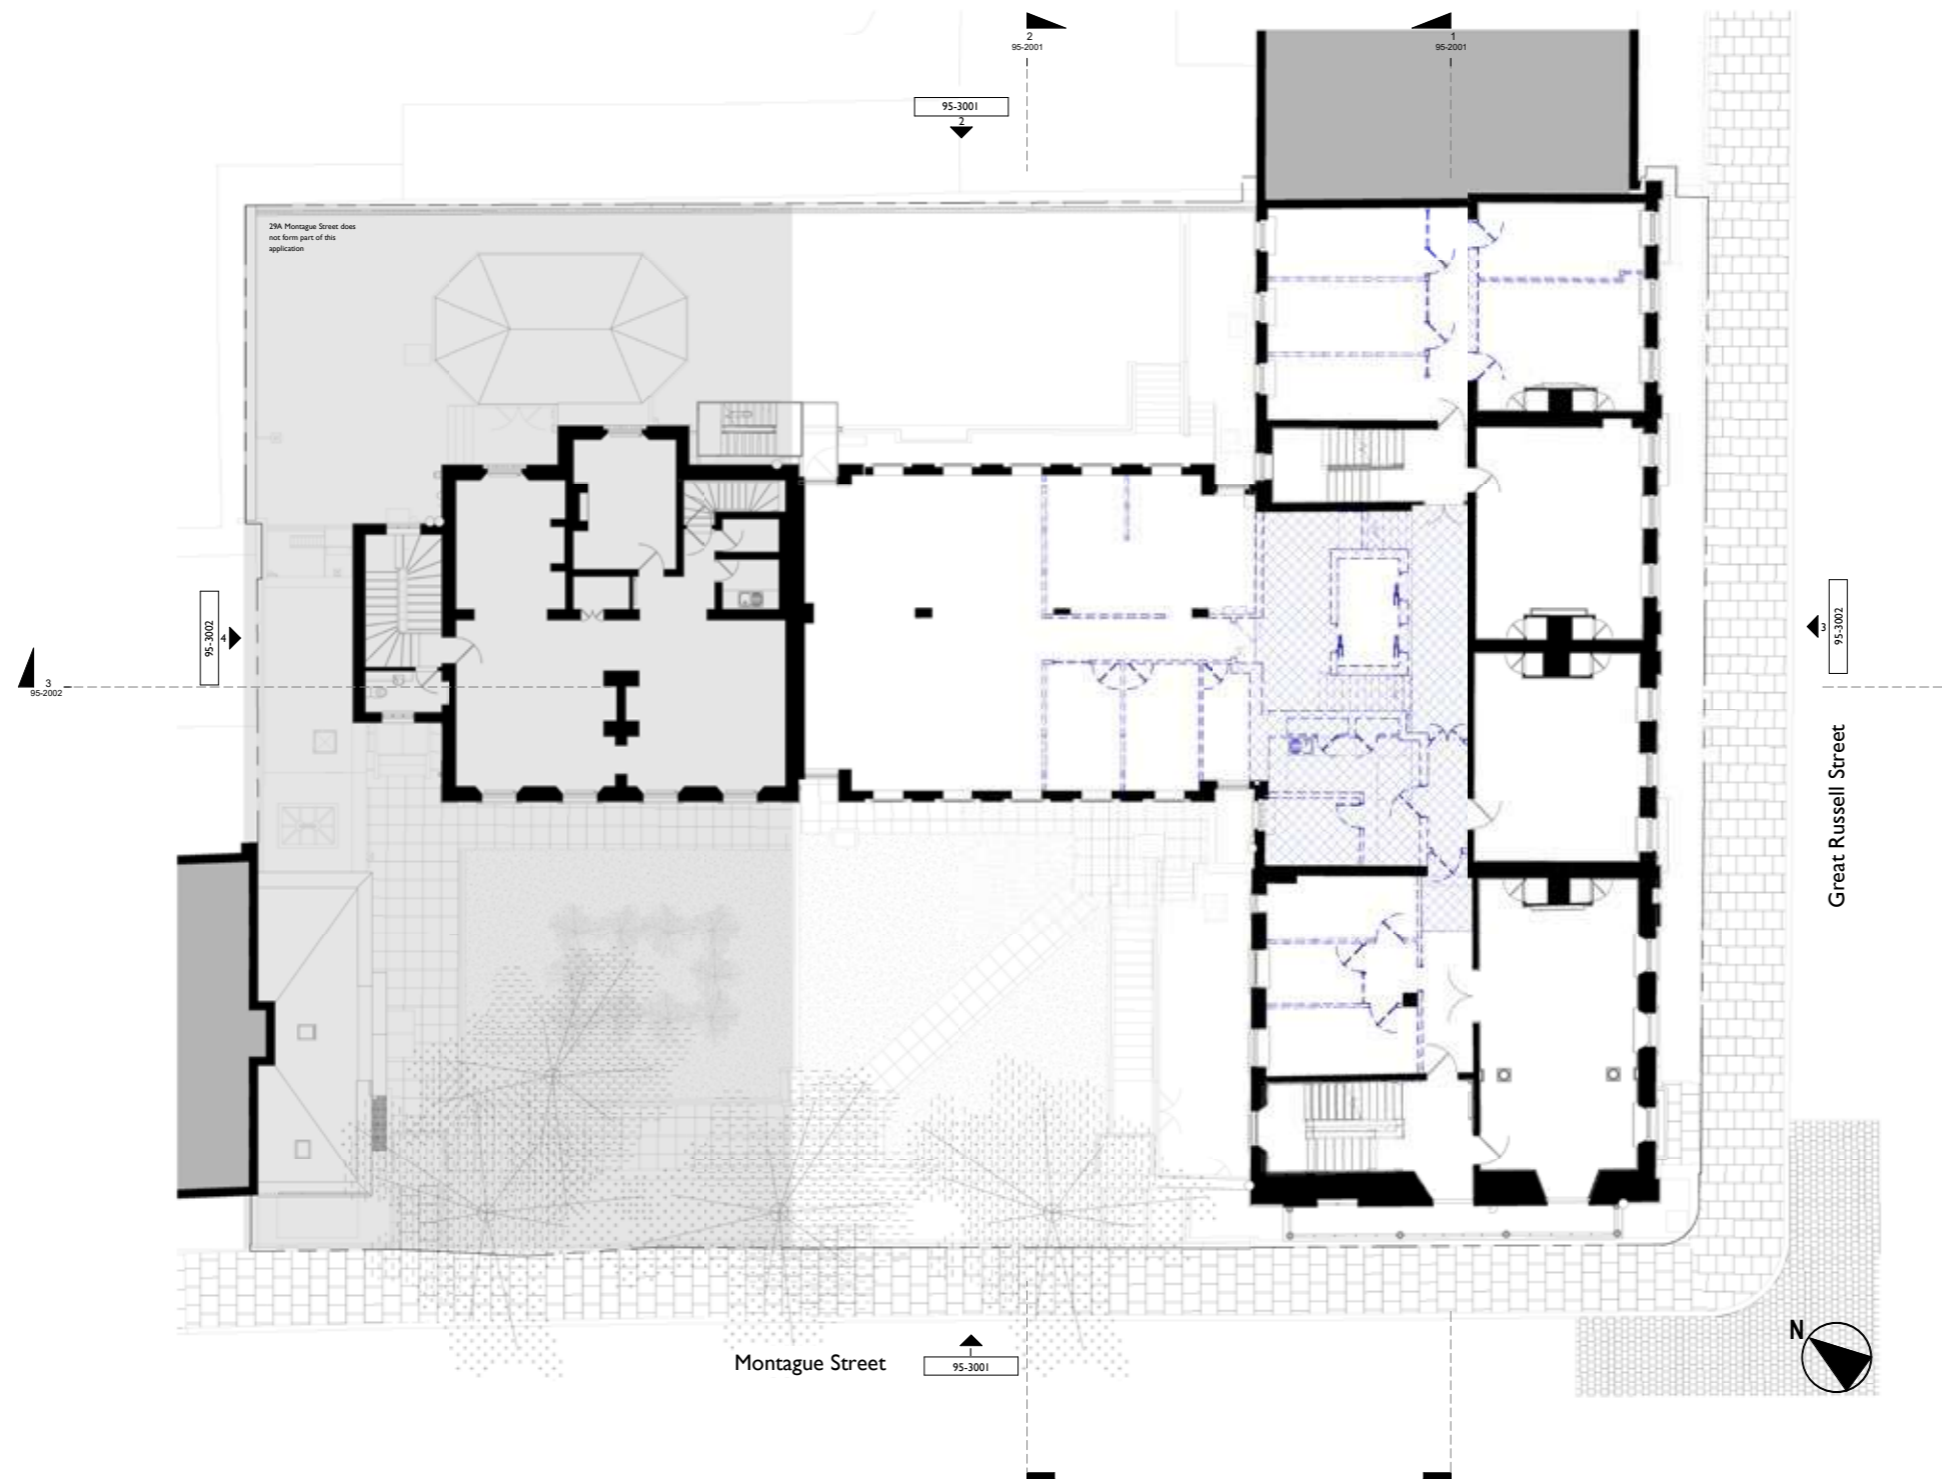 2
95-2001
1
95-2001
95-3001
2
29A Montague Street does
not form part of this
application
95-3002
4
3
95-3002
3
95-2002
Great Russell Street
N
Montague Street
95-3001